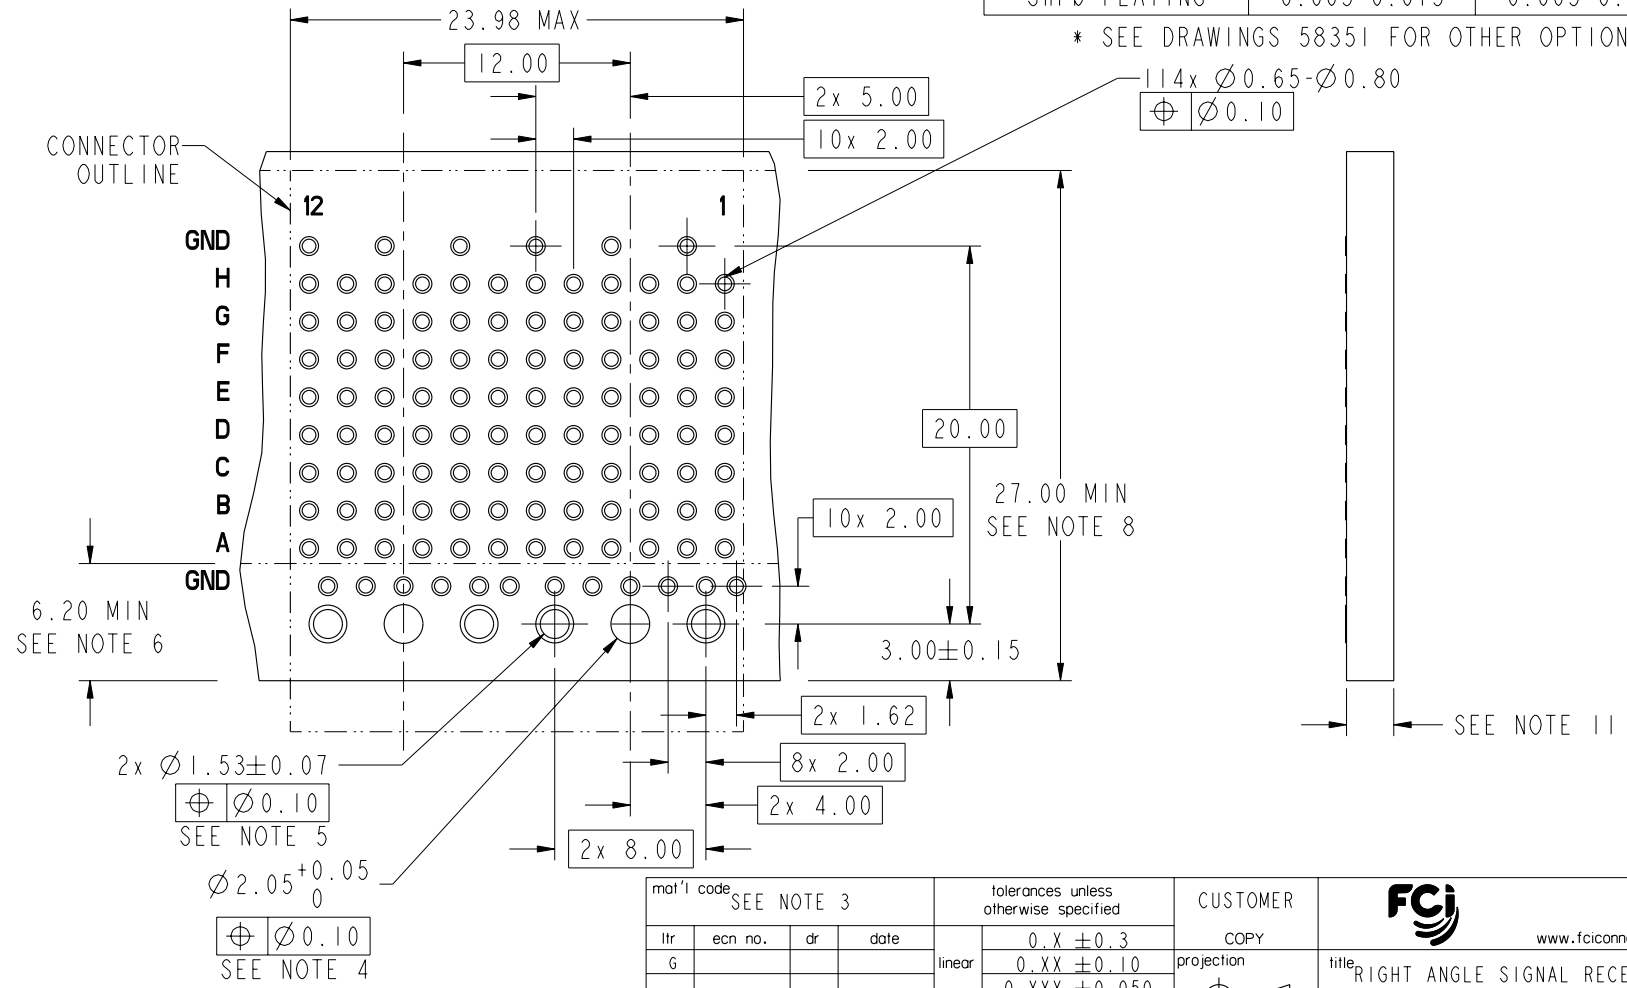 23.98 MAX
* SEE DRAWINGS 58351 FOR OTHER OPTION
12.00
114x Ø0.65-Ø0.80
2x 5.00
⌖ Ø0.10
10x 2.00
CONNECTOR
OUTLINE
12 1
GND
H
G
F
E
D
20.00
C
27.00 MIN
SEE NOTE 8
B
10x 2.00
A
GND
6.20 MIN
SEE NOTE 6
3.00±0.15
2x 1.62
SEE NOTE 11
2x Ø1.53±0.07
8x 2.00
⌖ Ø0.10
SEE NOTE 5
2x 4.00
2x 8.00
Ø2.05 +0.05
0
⌖ Ø0.10
SEE NOTE 4
mat'l code SEE NOTE 3
tolerances unless
otherwise specified
CUSTOMER
COPY
FCi
www.fciconn
ltr ecn no. dr date
G
linear
0.X ±0.3
0.XX ±0.10
0.XXX ±0.050
projection
title RIGHT ANGLE SIGNAL RECE